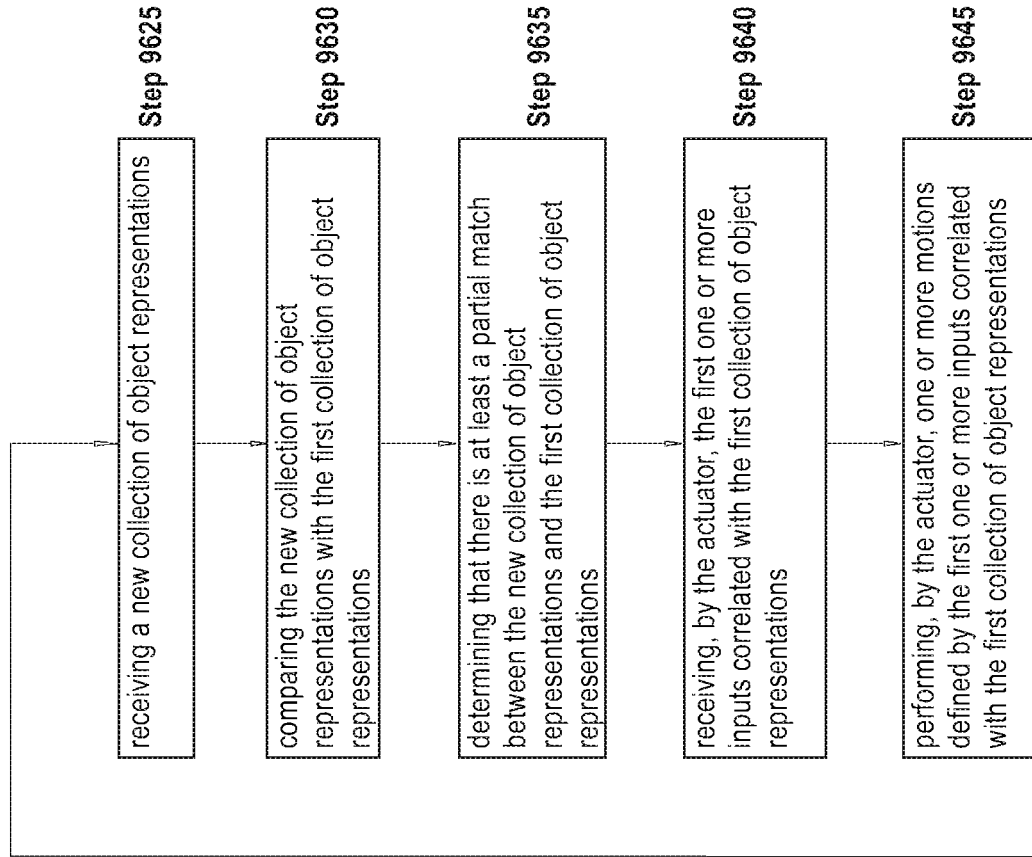 receiving a new collection of object representations
Step 9625
comparing the new collection of object
representations with the first collection of object
representations
Step 9630
determining that there is at least a partial match
between the new collection of object
representations and the first collection of object
representations
Step 9635
receiving, by the actuator, the first one or more
inputs correlated with the first collection of object
representations
Step 9640
performing, by the actuator, one or more motions
defined by the first one or more inputs correlated
with the first collection of object representations
Step 9645